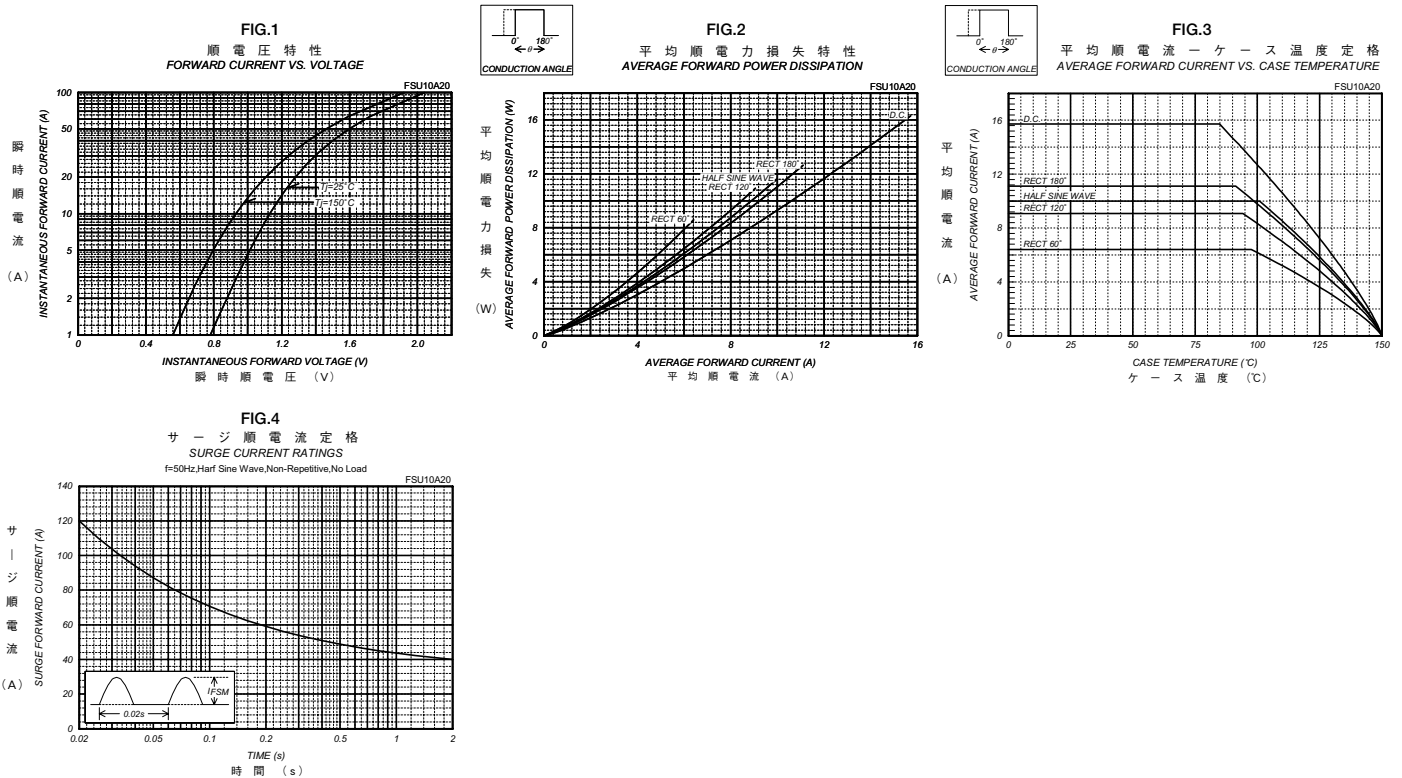 FIG.1
順電圧特性
FORWARD CURRENT VS. VOLTAGE
FSU10A20
瞬時順電流 (A)
INSTANTANEOUS FORWARD CURRENT (A)
100
50
20
10
5
2
1
Tj=25°C
Tj=150°C
0 0.4 0.8 1.2 1.6 2.0
INSTANTANEOUS FORWARD VOLTAGE (V)
瞬時順電圧 (V)
0° 180°
θ
CONDUCTION ANGLE
FIG.2
平均順電力損失特性
AVERAGE FORWARD POWER DISSIPATION
FSU10A20
平均順電力損失 (W)
AVERAGE FORWARD POWER DISSIPATION (W)
16
12
8
4
0
D.C.
RECT 180°
HALF SINE WAVE
RECT 120°
RECT 60°
0 4 8 12 16
AVERAGE FORWARD CURRENT (A)
平均順電流 (A)
0° 180°
θ
CONDUCTION ANGLE
FIG.3
平均順電流ーケース温度定格
AVERAGE FORWARD CURRENT VS. CASE TEMPERATURE
FSU10A20
平均順電流 (A)
AVERAGE FORWARD CURRENT (A)
16
12
8
4
0
D.C.
RECT 180°
HALF SINE WAVE
RECT 120°
RECT 60°
0 25 50 75 100 125 150
CASE TEMPERATURE (℃)
ケース温度 (℃)
FIG.4
サージ順電流定格
SURGE CURRENT RATINGS
f=50Hz,Harf Sine Wave,Non-Repetitive,No Load
FSU10A20
サージ順電流 (A)
SURGE FORWARD CURRENT (A)
140
120
100
80
60
40
20
0
IFSM
0.02s
0.02 0.05 0.1 0.2 0.5 1 2
TIME (s)
時間 (s)